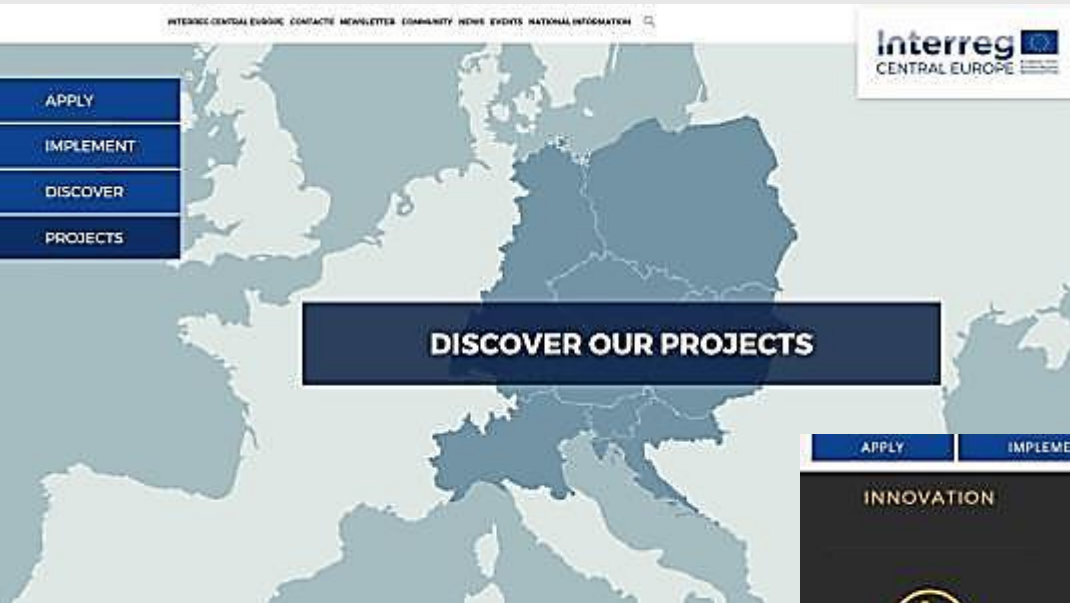 INTERREG CENTRAL EUROPE CONTACTS NEWSLETTER COMMUNITY NEWS EVENTS NATIONAL INFORMATION
Interreg
CENTRAL EUROPE
APPLY
IMPLEMENT
DISCOVER
PROJECTS
DISCOVER OUR PROJECTS
APPLY IMPLEME
INNOVATION